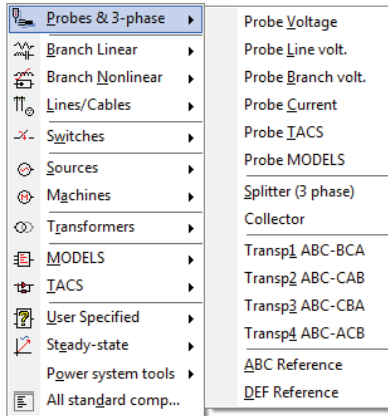 Probes & 3-phase
Branch Linear
Branch Nonlinear
Lines/Cables
Switches
Sources
Machines
Transformers
MODELS
TACS
User Specified
Steady-state
Power system tools
All standard comp...
Probe Voltage
Probe Line volt.
Probe Branch volt.
Probe Current
Probe TACS
Probe MODELS
Splitter (3 phase)
Collector
Transp1 ABC-BCA
Transp2 ABC-CAB
Transp3 ABC-CBA
Transp4 ABC-ACB
ABC Reference
DEF Reference